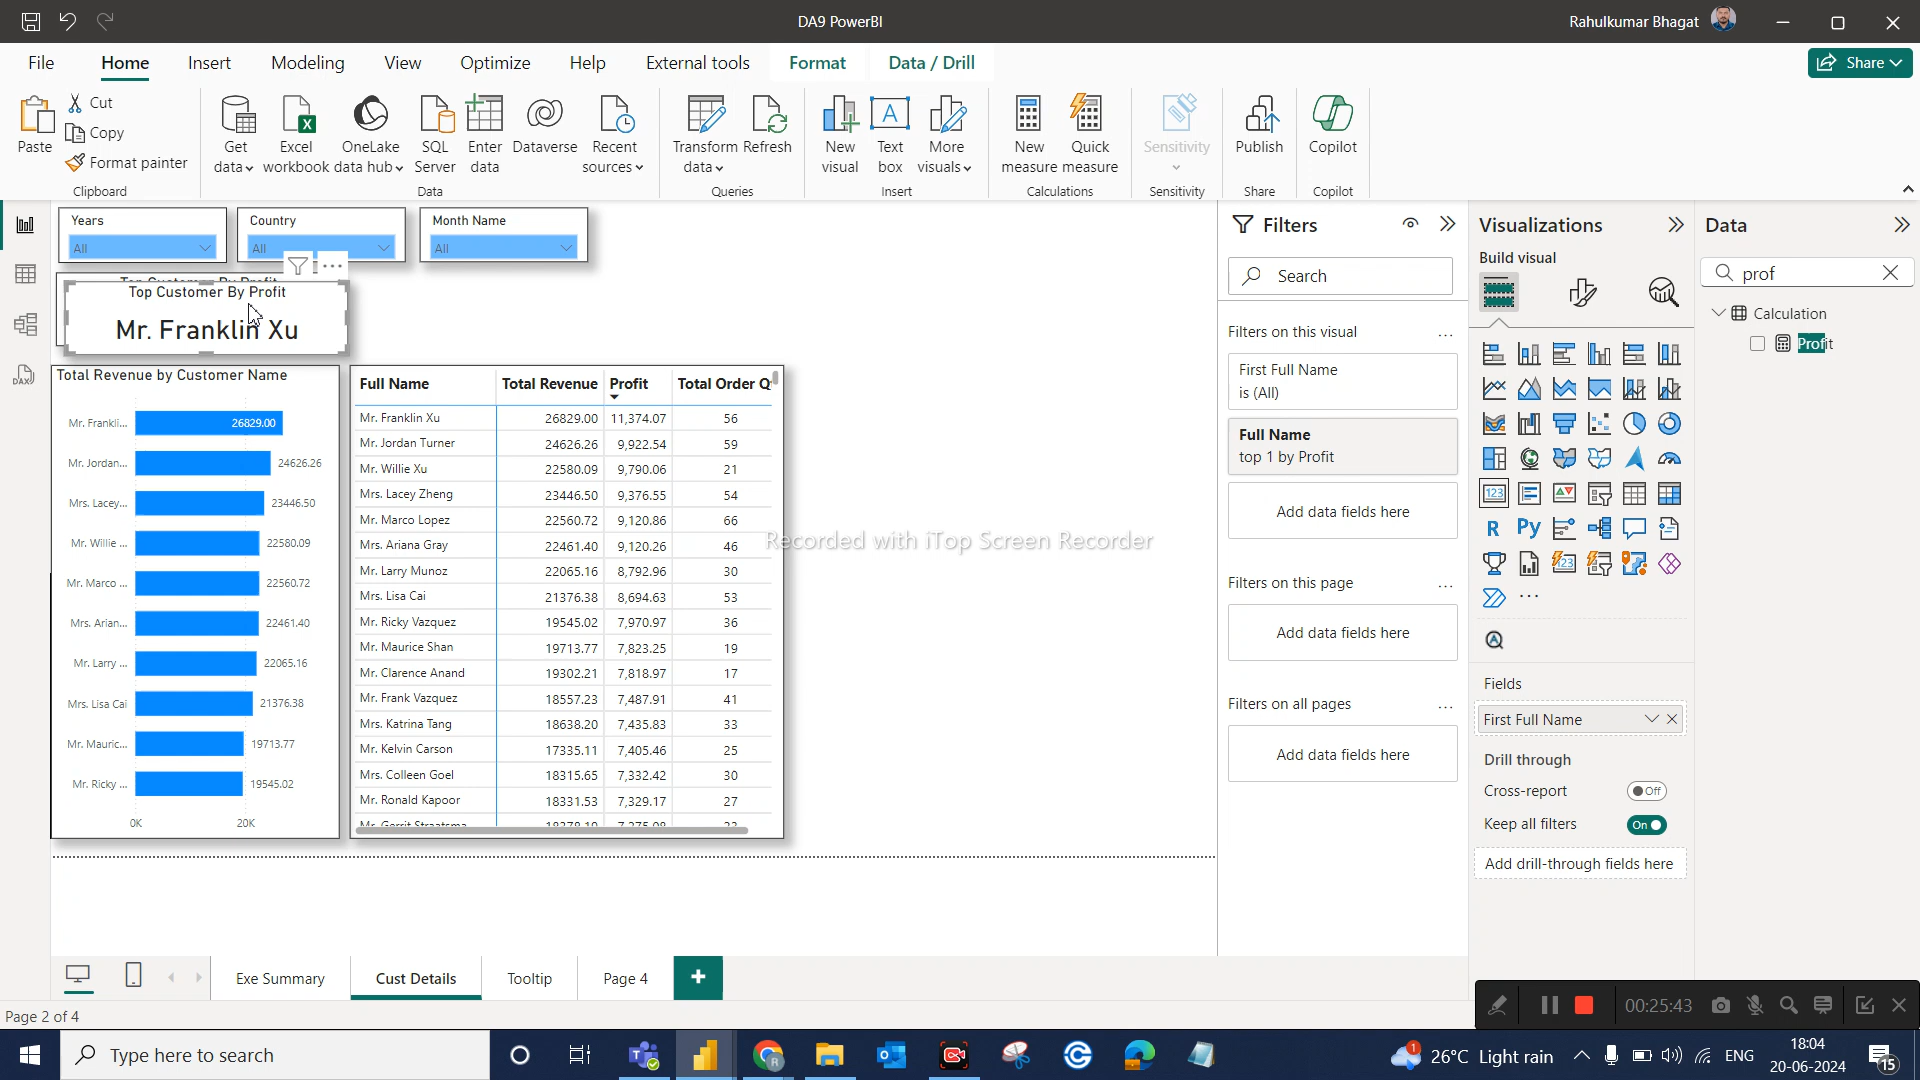 DA9 PowerBI
Rahulkumar Bhagat
File Home Insert Modeling View Optimize Help External tools Format Data / Drill
Share
Paste
Cut
Copy
Format painter
Clipboard
Get data
Excel workbook
OneLake data hub
SQL Server
Enter data
Dataverse
Recent sources
Data
Transform data
Refresh
Queries
New visual
Text box
More visuals
Insert
New measure
Quick measure
Calculations
Sensitivity
Sensitivity
Publish
Share
Copilot
Copilot
Years
All
Country
All
Month Name
All
Top Customer By Profit
Top Customer By Profit
Mr. Franklin Xu
Total Revenue by Customer Name
Mr. Frankli... 26829.00
Mr. Jordan... 24626.26
Mrs. Lacey... 23446.50
Mr. Willie ... 22580.09
Mr. Marco ... 22560.72
Mrs. Arian... 22461.40
Mr. Larry ... 22065.16
Mrs. Lisa Cai 21376.38
Mr. Mauric... 19713.77
Mr. Ricky ... 19545.02
0K 20K
Full Name Total Revenue Profit Total Order Q
Mr. Franklin Xu 26829.00 11,374.07 56
Mr. Jordan Turner 24626.26 9,922.54 59
Mr. Willie Xu 22580.09 9,790.06 21
Mrs. Lacey Zheng 23446.50 9,376.55 54
Mr. Marco Lopez 22560.72 9,120.86 66
Mrs. Ariana Gray 22461.40 9,120.26 46
Mr. Larry Munoz 22065.16 8,792.96 30
Mrs. Lisa Cai 21376.38 8,694.63 53
Mr. Ricky Vazquez 19545.02 7,970.97 36
Mr. Maurice Shan 19713.77 7,823.25 19
Mr. Clarence Anand 19302.21 7,818.97 17
Mr. Frank Vazquez 18557.23 7,487.91 41
Mrs. Katrina Tang 18638.20 7,435.83 33
Mr. Kelvin Carson 17335.11 7,405.46 25
Mrs. Colleen Goel 18315.65 7,332.42 30
Mr. Ronald Kapoor 18331.53 7,329.17 27
Recorded with iTop Screen Recorder
Filters
Search
Filters on this visual ...
First Full Name
is (All)
Full Name
top 1 by Profit
Add data fields here
Filters on this page ...
Add data fields here
Filters on all pages ...
Add data fields here
Visualizations
Build visual
123
R Py
Fields
First Full Name
Drill through
Cross-report Off
Keep all filters On
Add drill-through fields here
Data
prof
Calculation
Profit
Exe Summary Cust Details Tooltip Page 4
Page 2 of 4
00:25:43
Type here to search
26°C Light rain
ENG
18:04
20-06-2024
15